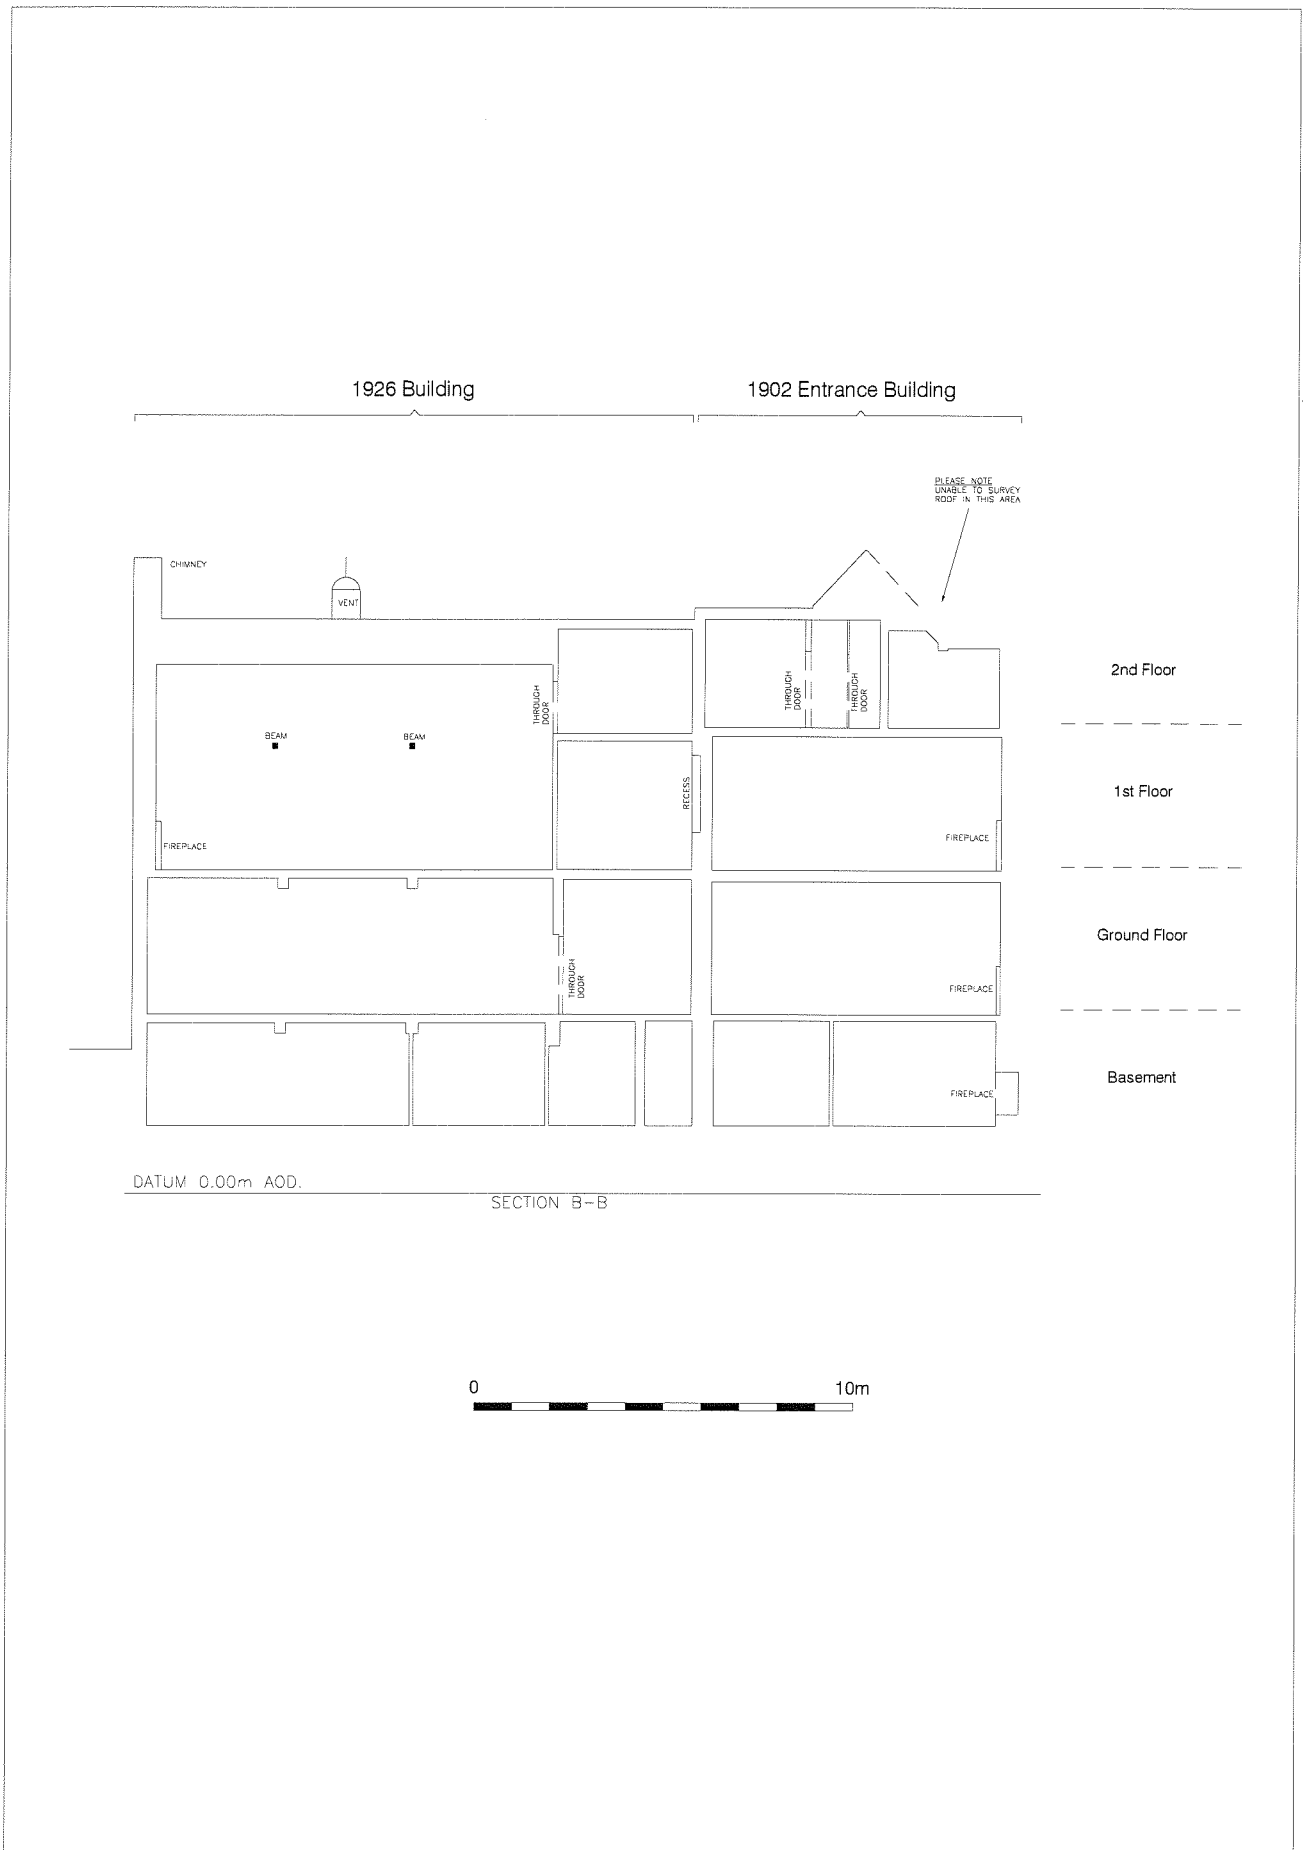 1926 Building
1902 Entrance Building
PLEASE NOTE
UNABLE TO SURVEY
ROOF IN THIS AREA
CHIMNEY
VENT
THROUGH
DOOR
THROUGH
DOOR
THROUGH
DOOR
2nd Floor
BEAM
BEAM
RECESS
1st Floor
FIREPLACE
FIREPLACE
THROUGH
DOOR
FIREPLACE
Ground Floor
FIREPLACE
Basement
DATUM 0.00m AOD.
SECTION B-B
0
10m